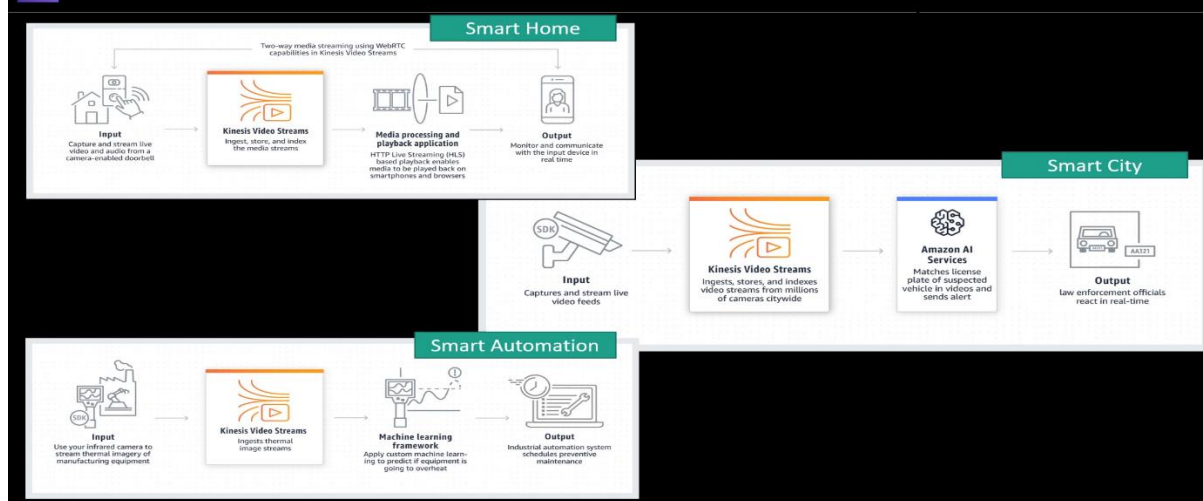 Smart Home
Two-way media streaming using WebRTC
capabilities in Kinesis Video Streams
Input
Capture and stream live
video and audio from a
camera-enabled doorbell
Kinesis Video Streams
Ingest, store, and index
the media streams
Media processing and
playback application
HTTP Live Streaming (HLS)
based playback enables
media to be played back on
smartphones and browsers
Output
Monitor and communicate
with the input device in
real time
Smart City
SDK
Input
Captures and stream live
video feeds
Kinesis Video Streams
Ingests, stores, and indexes
video streams from millions
of cameras citywide
Amazon AI
Services
Matches license
plate of suspected
vehicle in videos and
sends alert
AA321
Output
law enforcement officials
react in real-time
Smart Automation
SDK
Input
Use your infrared camera to
stream thermal imagery of
manufacturing equipment
Kinesis Video Streams
Ingests thermal
image streams
Machine learning
framework
Apply custom machine learn-
ing to predict if equipment is
going to overheat
Output
Industrial automation system
schedules preventive
maintenance